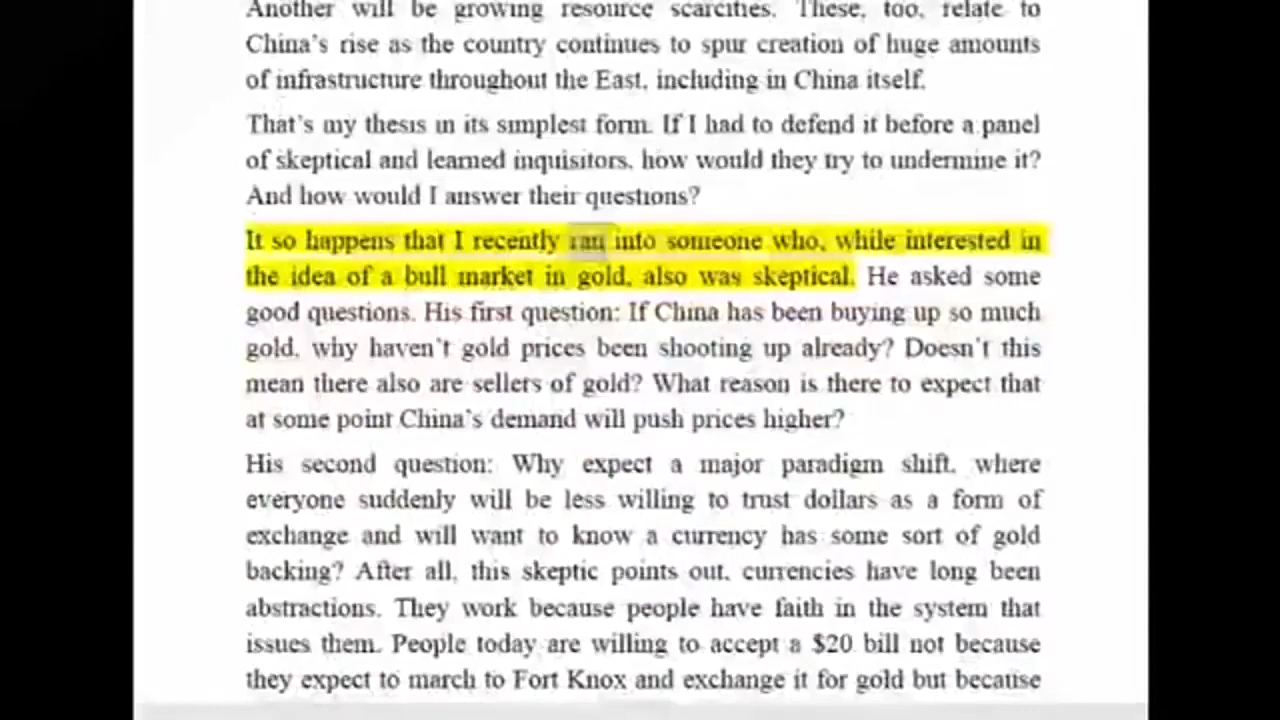 Another will be growing resource scarcities. These, too, relate to
China's rise as the country continues to spur creation of huge amounts
of infrastructure throughout the East, including in China itself.
That's my thesis in its simplest form. If I had to defend it before a panel
of skeptical and learned inquisitors, how would they try to undermine it?
And how would I answer their questions?
It so happens that I recently ran into someone who, while interested in
the idea of a bull market in gold, also was skeptical. He asked some
good questions. His first question: If China has been buying up so much
gold, why haven't gold prices been shooting up already? Doesn't this
mean there also are sellers of gold? What reason is there to expect that
at some point China's demand will push prices higher?
His second question: Why expect a major paradigm shift, where
everyone suddenly will be less willing to trust dollars as a form of
exchange and will want to know a currency has some sort of gold
backing? After all, this skeptic points out, currencies have long been
abstractions. They work because people have faith in the system that
issues them. People today are willing to accept a $20 bill not because
they expect to march to Fort Knox and exchange it for gold but because